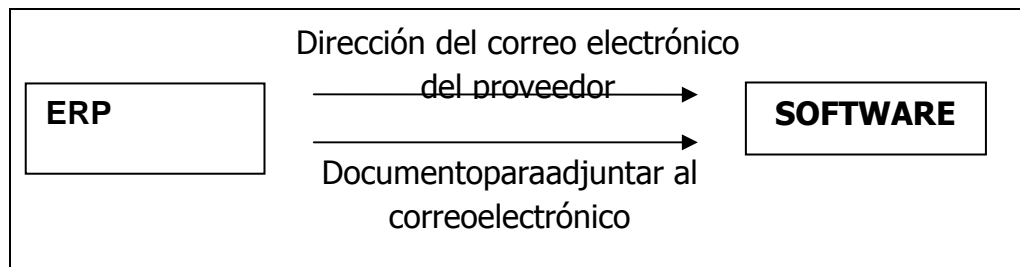 Dirección del correo electrónico
del proveedor
ERP
SOFTWARE
Documentoparaadjuntar al
correoelectrónico